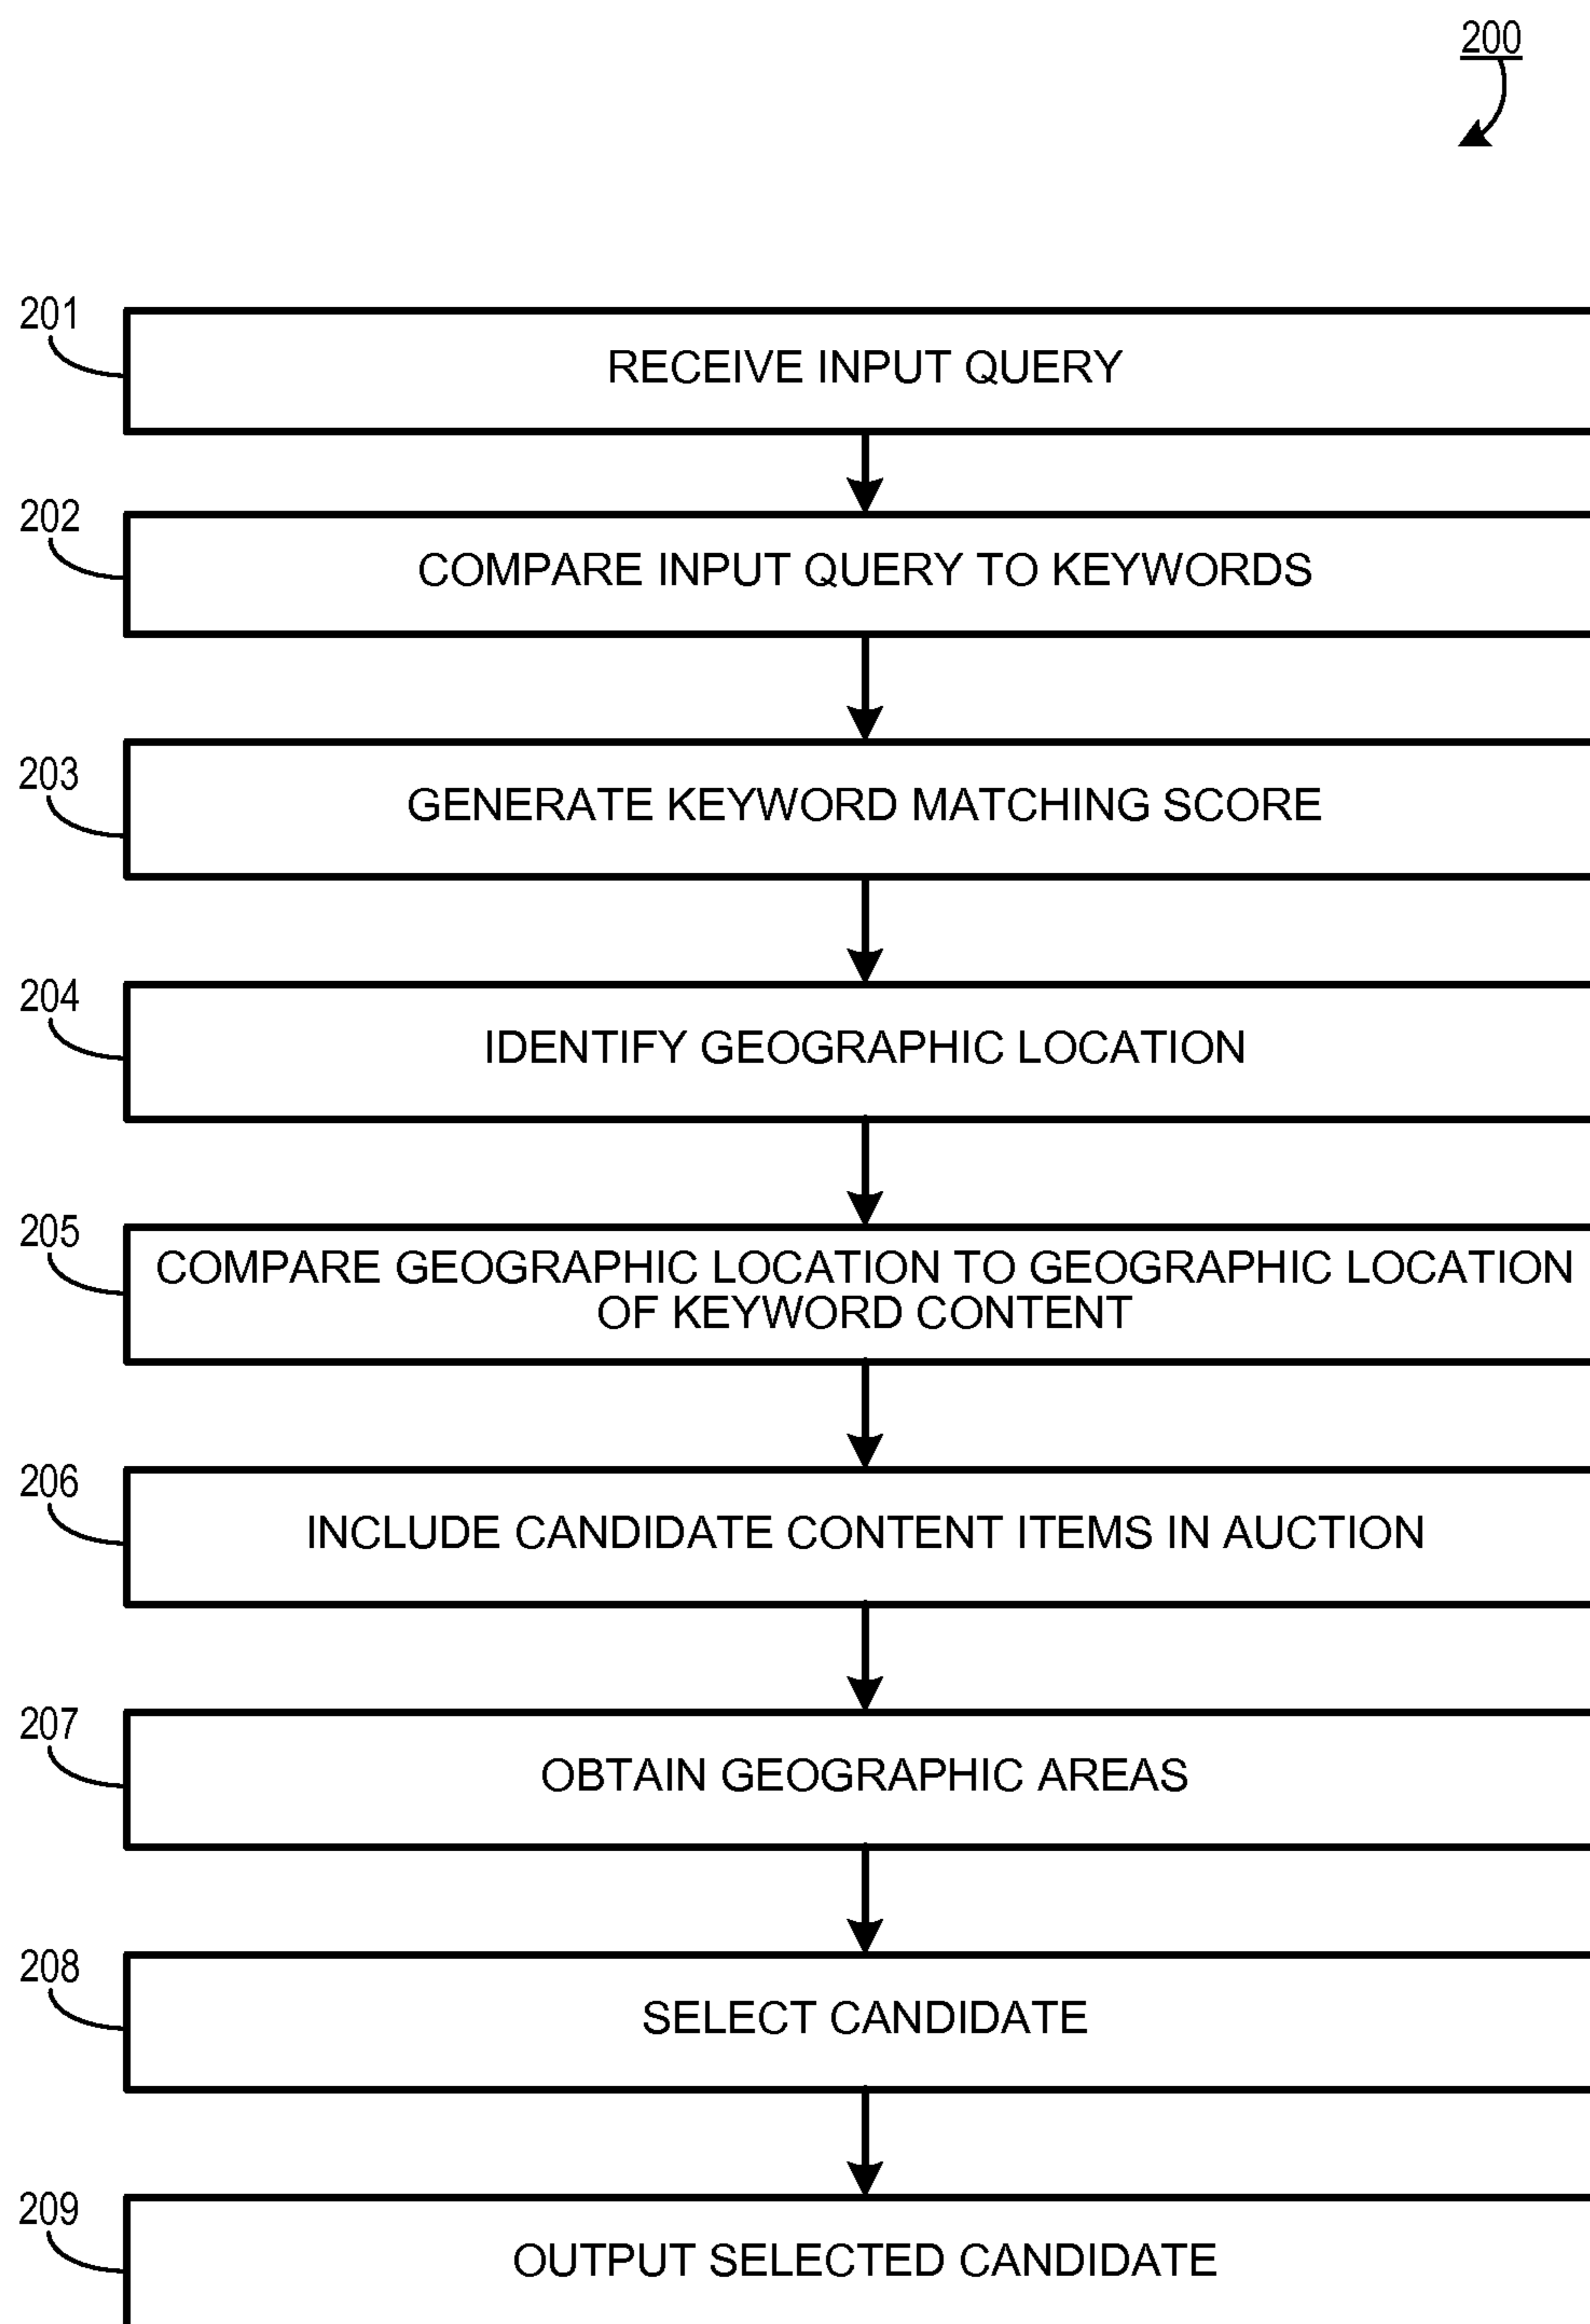 200
201
RECEIVE INPUT QUERY
202
COMPARE INPUT QUERY TO KEYWORDS
203
GENERATE KEYWORD MATCHING SCORE
204
IDENTIFY GEOGRAPHIC LOCATION
205
COMPARE GEOGRAPHIC LOCATION TO GEOGRAPHIC LOCATION
OF KEYWORD CONTENT
206
INCLUDE CANDIDATE CONTENT ITEMS IN AUCTION
207
OBTAIN GEOGRAPHIC AREAS
208
SELECT CANDIDATE
209
OUTPUT SELECTED CANDIDATE